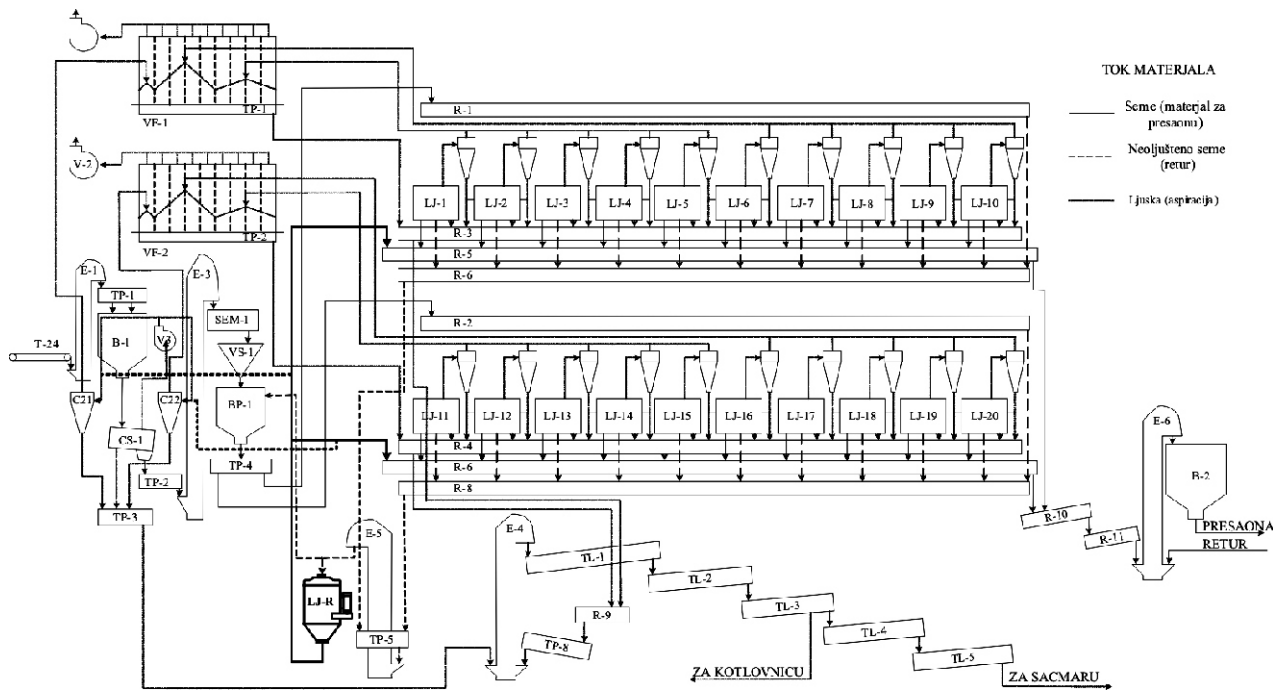 TOK MATERJALA
Seme (materjal za
presaonu)
Neoljušteno seme
(retur)
Ljuska (aspiracija)
TP-1
VF-1
V-2
TP-2
VF-2
R-1
LJ-1 LJ-2 LJ-3 LJ-4 LJ-5 LJ-6 LJ-7 LJ-8 LJ-9 LJ-10
R-3
R-5
R-6
E-1
E-3
TP-1
SEM-1
B-1
V3
T-24
VS-1
C21
C22
BP-1
CS-1
TP-4
TP-2
TP-3
R-2
LJ-11 LJ-12 LJ-13 LJ-14 LJ-15 LJ-16 LJ-17 LJ-18 LJ-19 LJ-20
R-4
R-6
R-8
E-6
B-2
R-10
R-11
PRESAONA
RETUR
E-5
E-4
TL-1
TL-2
TL-3
TL-4
TL-5
LJ-R
TP-5
R-9
TP-8
ZA KOTLOVNICU
ZA SACMARU